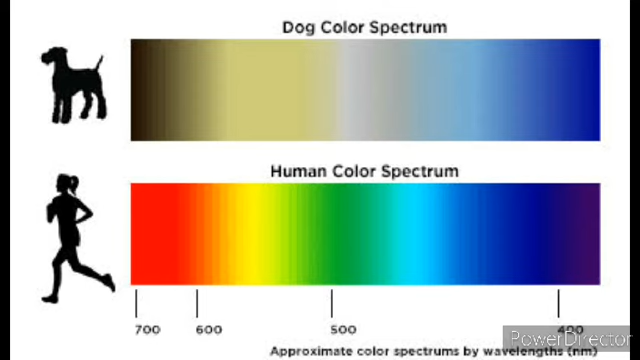 Dog Color Spectrum
Human Color Spectrum
700 600 500 400
Approximate color spectrums by wavelengths (nm)
PowerDirector